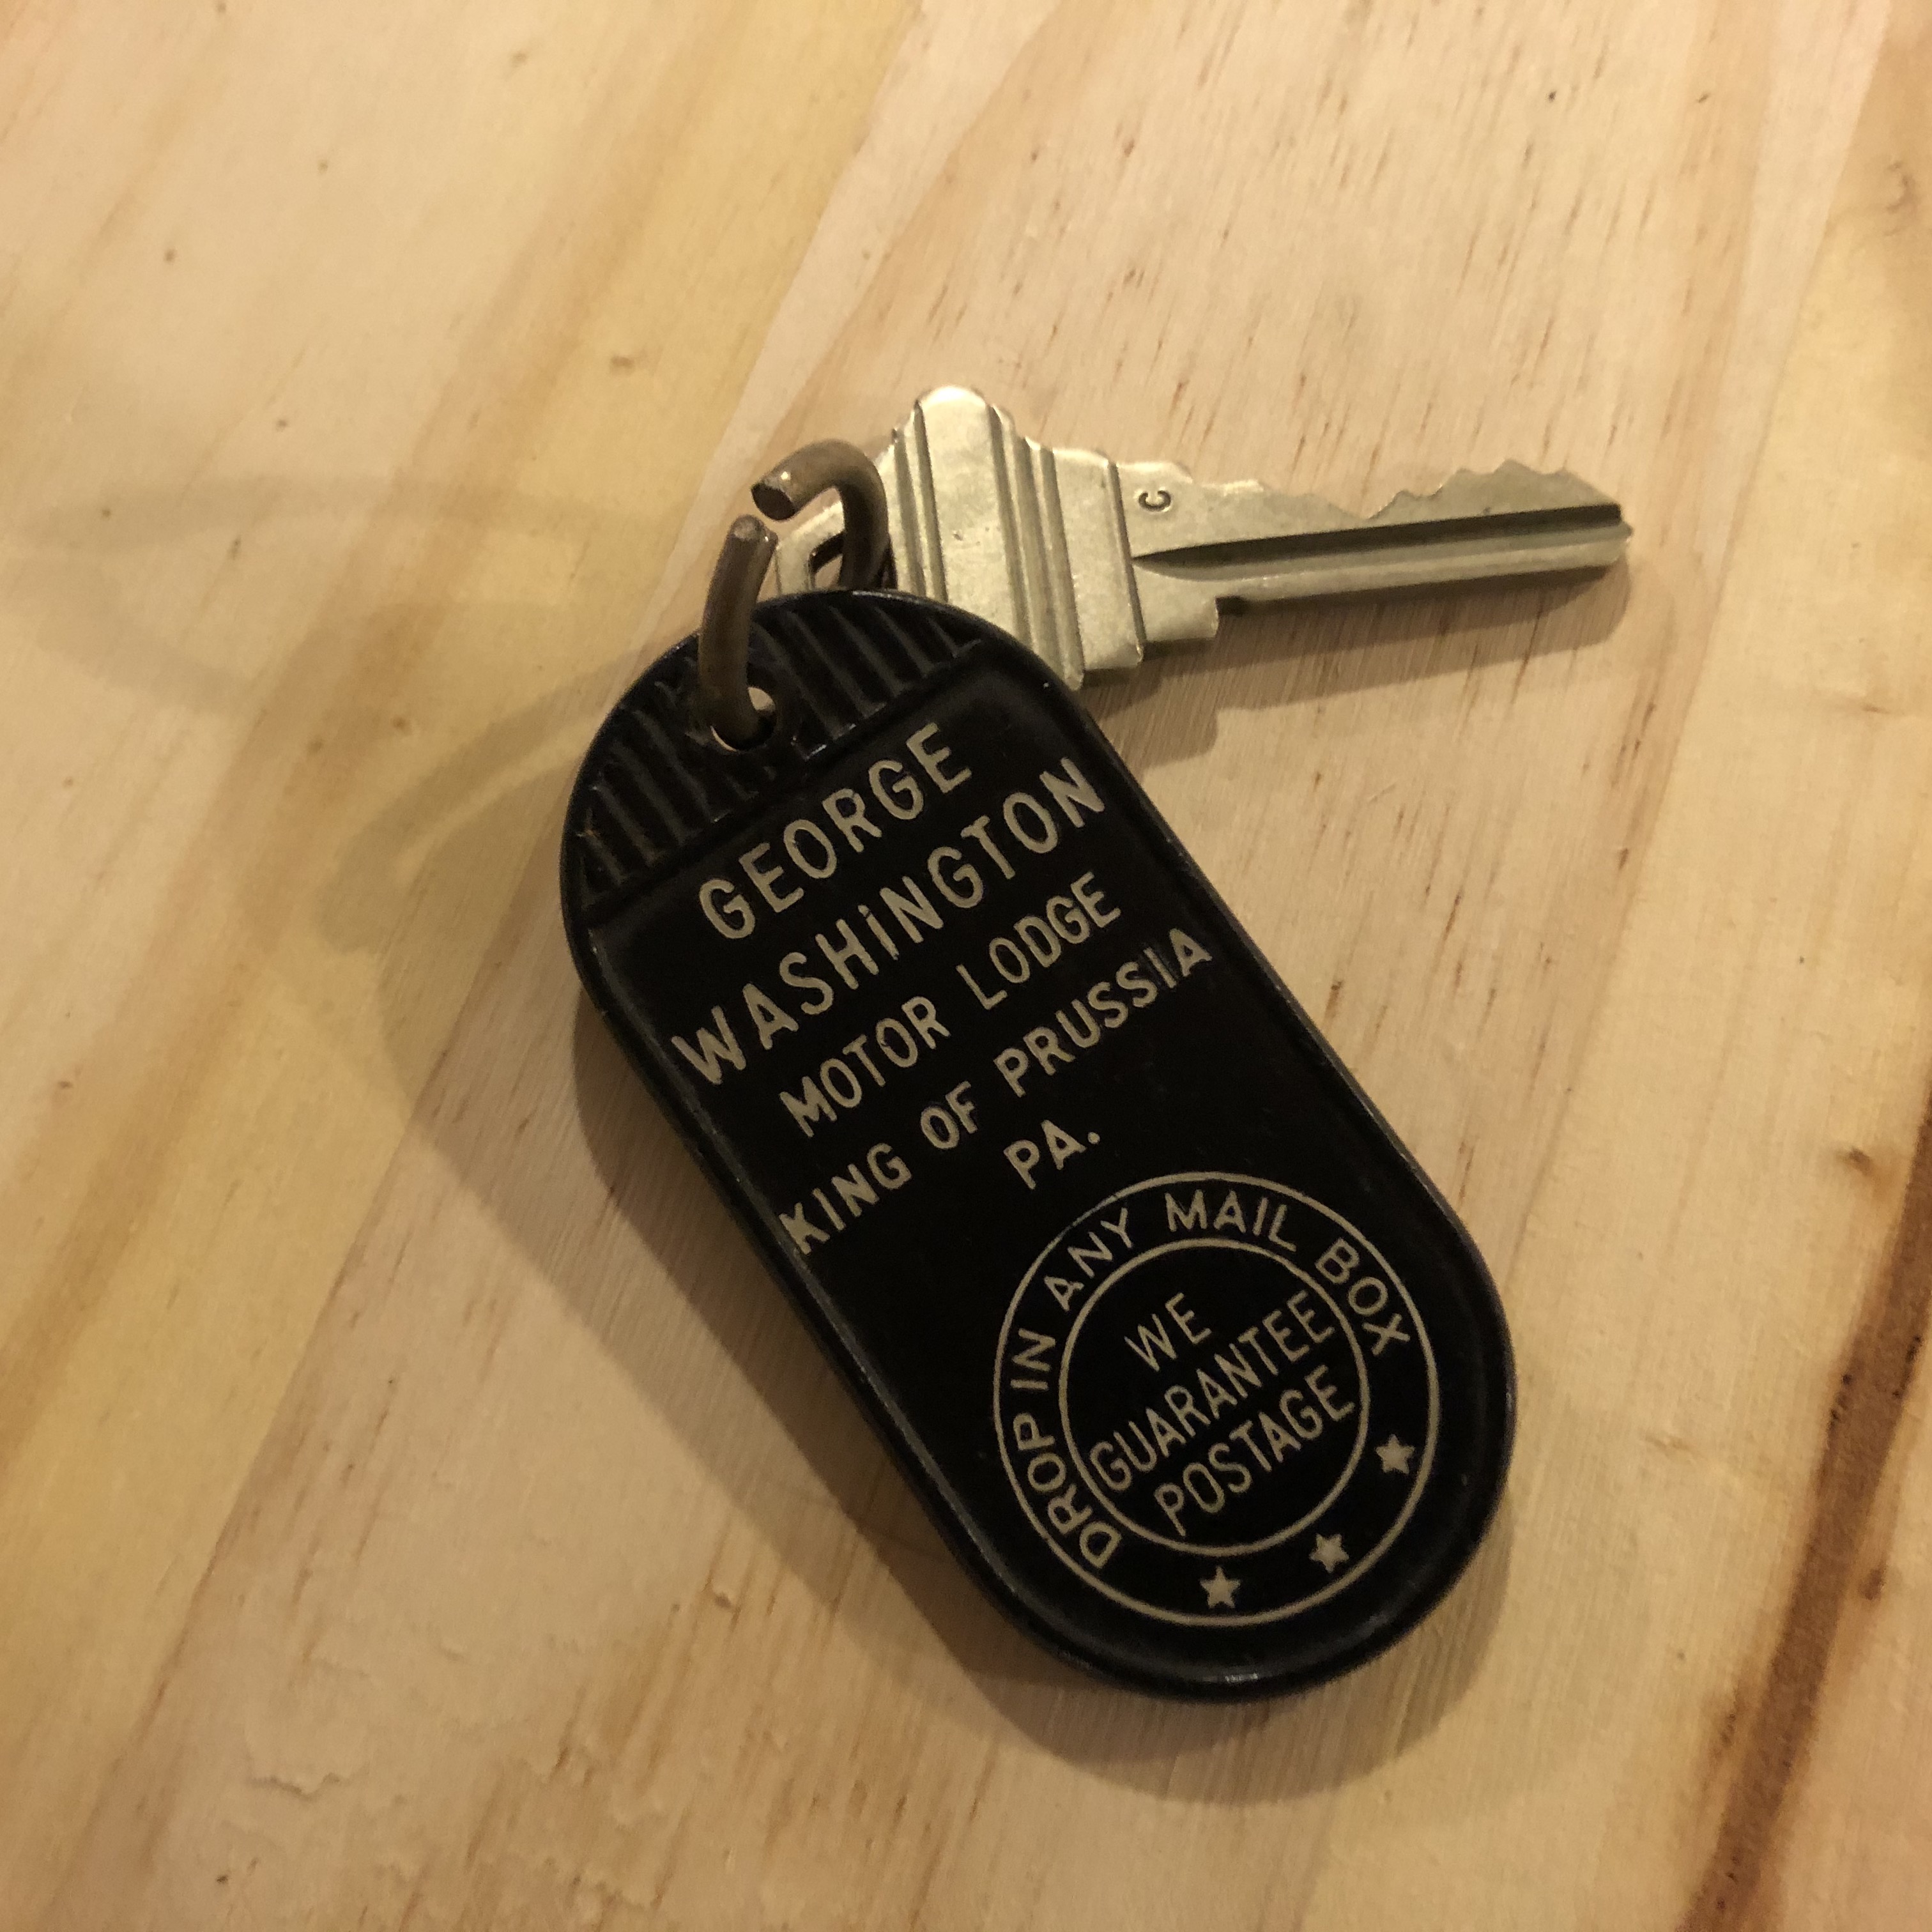 GEORGE
WASHiNGTON
MOTOR LODGE
KING OF PRUSSIA
PA.
DROP IN ANY MAIL BOX
WE
GUARANTEE
POSTAGE
C